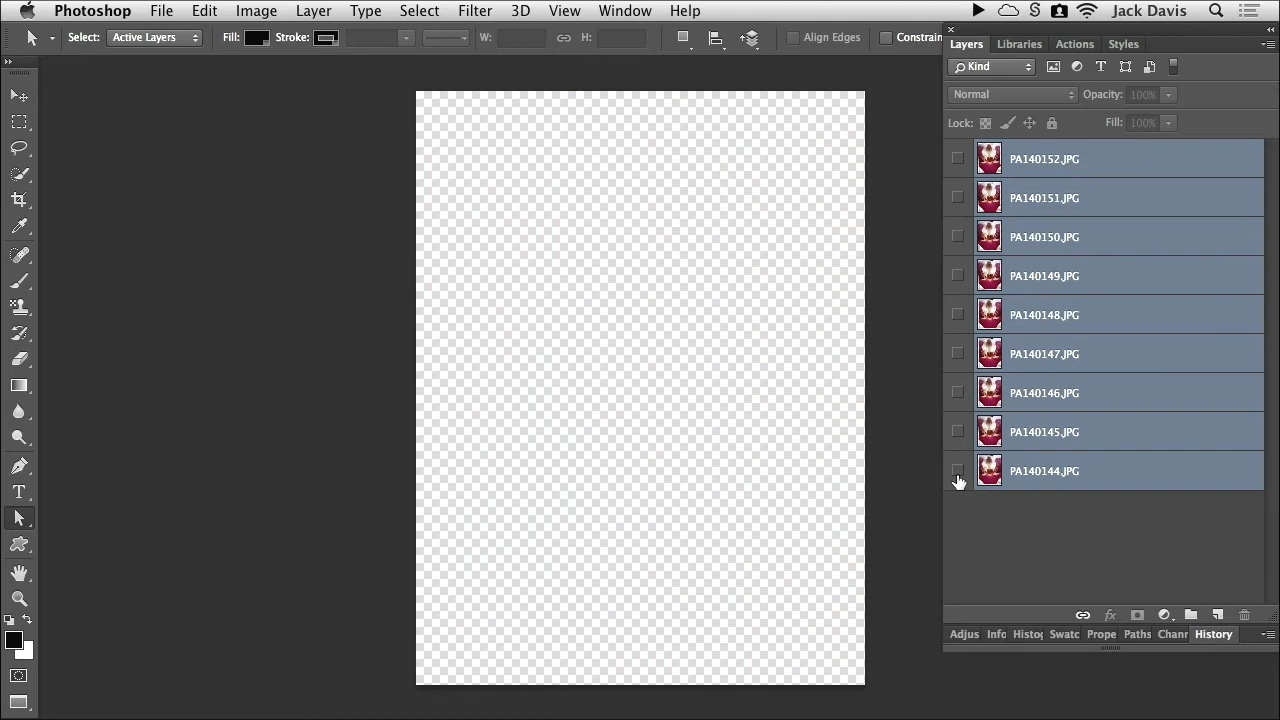 Photoshop File Edit Image Layer Type Select Filter 3D View Window Help Jack Davis
Select: Active Layers Fill: Stroke: W: H: Align Edges Constrain
Layers Libraries Actions Styles
Kind
Normal Opacity: 100%
Lock: Fill: 100%
PA140152.JPG
PA140151.JPG
PA140150.JPG
PA140149.JPG
PA140148.JPG
PA140147.JPG
PA140146.JPG
PA140145.JPG
PA140144.JPG
fx
Adjus Info Histog Swatc Prope Paths Chann History